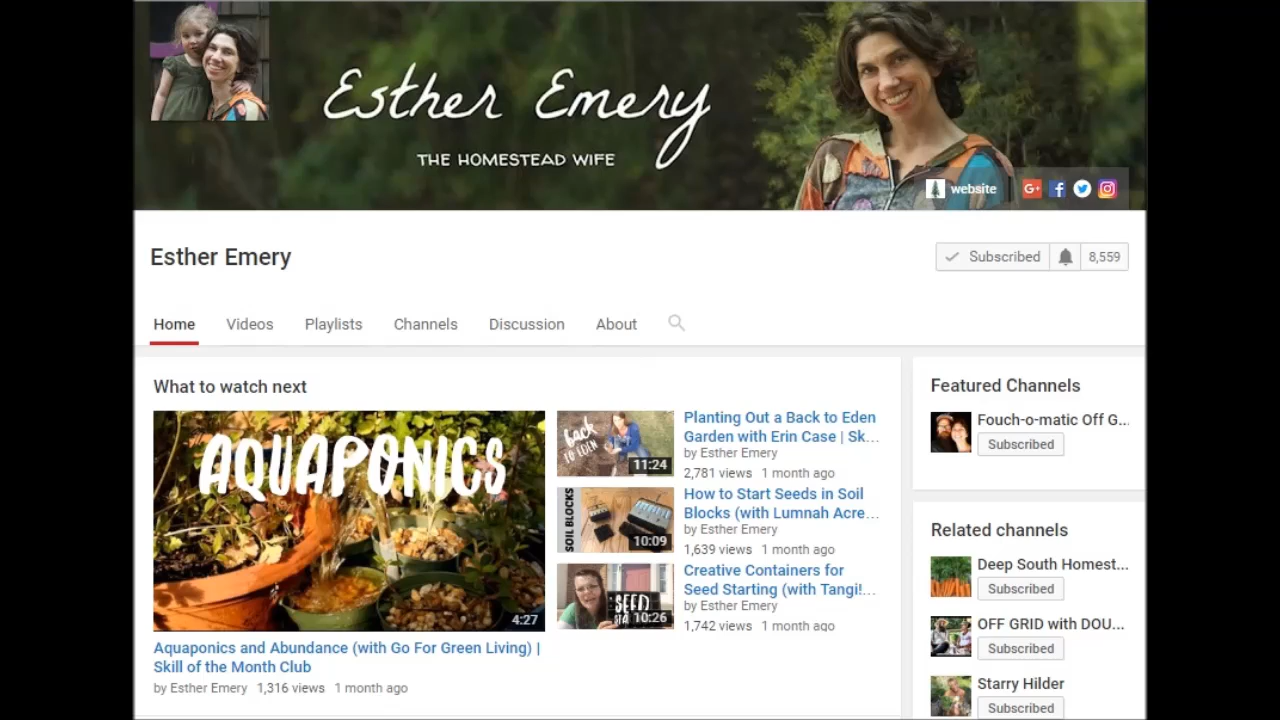 Esther Emery
THE HOMESTEAD WIFE
website
Esther Emery
Subscribed 8,559
Home Videos Playlists Channels Discussion About
What to watch next
AQUAPONICS
4:27
Aquaponics and Abundance (with Go For Green Living) |
Skill of the Month Club
by Esther Emery 1,316 views 1 month ago
back
TO EDEN
11:24
Planting Out a Back to Eden
Garden with Erin Case | Sk...
by Esther Emery
2,781 views 1 month ago
SOIL BLOCKS
10:09
How to Start Seeds in Soil
Blocks (with Lumnah Acre...
by Esther Emery
1,639 views 1 month ago
SEED
10:26
Creative Containers for
Seed Starting (with Tangi!...
by Esther Emery
1,742 views 1 month ago
Featured Channels
Fouch-o-matic Off G...
Subscribed
Related channels
Deep South Homest...
Subscribed
OFF GRID with DOU...
Subscribed
Starry Hilder
Subscribed